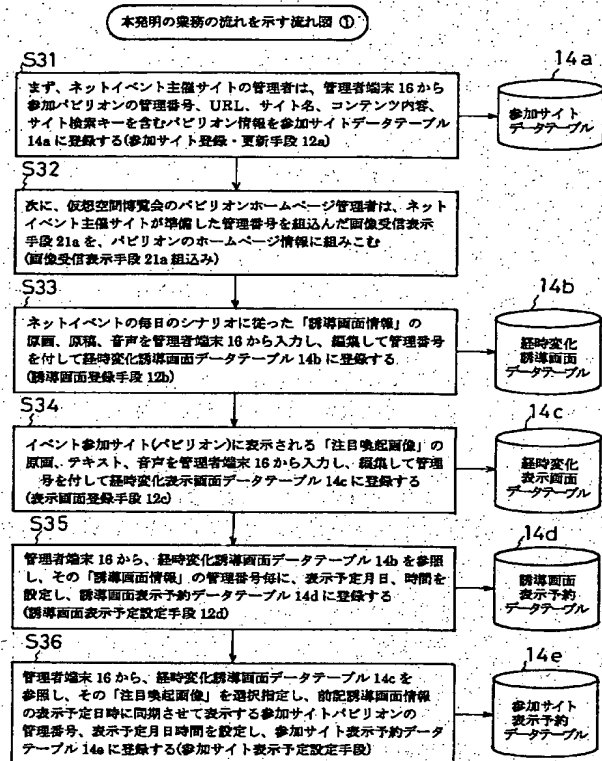 本発明の業務の流れを示す流れ図 ①
S31
まず、ネットイベント主催サイトの管理者は、管理者端末 16 から
参加パビリオンの管理番号、URL、サイト名、コンテンツ内容、
サイト検索キーを含むパビリオン情報を参加サイトデータテーブル
14a に登録する(参加サイト登録・更新手段 12a)
14a
参加サイト
データテーブル
S32
次に、仮想空間博覧会のパビリオンホームページ管理者は、ネット
イベント主催サイトが準備した管理番号を組込んだ画像受信表示
手段 21a を、パビリオンのホームページ情報に組みこむ
(画像受信表示手段 21a 組込み)
S33
ネットイベントの毎日のシナリオに従った「誘導画面情報」の
原画、原稿、音声を管理者端末 16 から入力し、編集して管理番号
を付して経時変化誘導画面データテーブル 14b に登録する
(誘導画面登録手段 12b)
14b
経時変化
誘導画面
データテーブル
S34
イベント参加サイト(パビリオン)に表示される「注目喚起画像」の
原画、テキスト、音声を管理者端末 16 から入力し、編集して管理
号を付して経時変化表示画面データテーブル 14c に登録する
(表示画面登録手段 12c)
14c
経時変化
表示画面
データテーブル
S35
管理者端末 16 から、経時変化誘導画面データテーブル 14b を参照
し、その「誘導画面情報」の管理番号毎に、表示予定月日、時間を
設定し、誘導画面表示予約データテーブル 14d に登録する
(誘導画面表示予定設定手段 12d)
14d
誘導画面
表示予約
データテーブル
S36
管理者端末 16 から、経時変化誘導画面データテーブル 14c を
参照し、その「注目喚起画像」を選択指定し、前記誘導画面情報
の表示予定日時に同期させて表示する参加サイトパビリオンの
管理番号、表示予定月日時間を設定し、参加サイト表示予約データ
テーブル 14e に登録する(参加サイト表示予定設定手段)
14e
参加サイト
表示予約
データテーブル